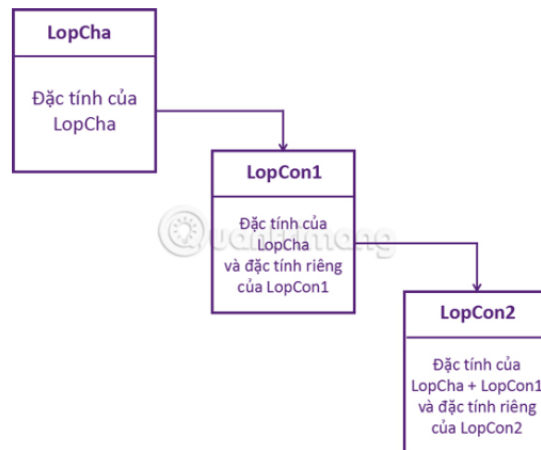 LopCha
Đặc tính của
LopCha
LopCon1
Đặc tính của
LopCha
và đặc tính riêng
của LopCon1
Quantrimang
LopCon2
Đặc tính của
LopCha + LopCon1
và đặc tính riêng
của LopCon2